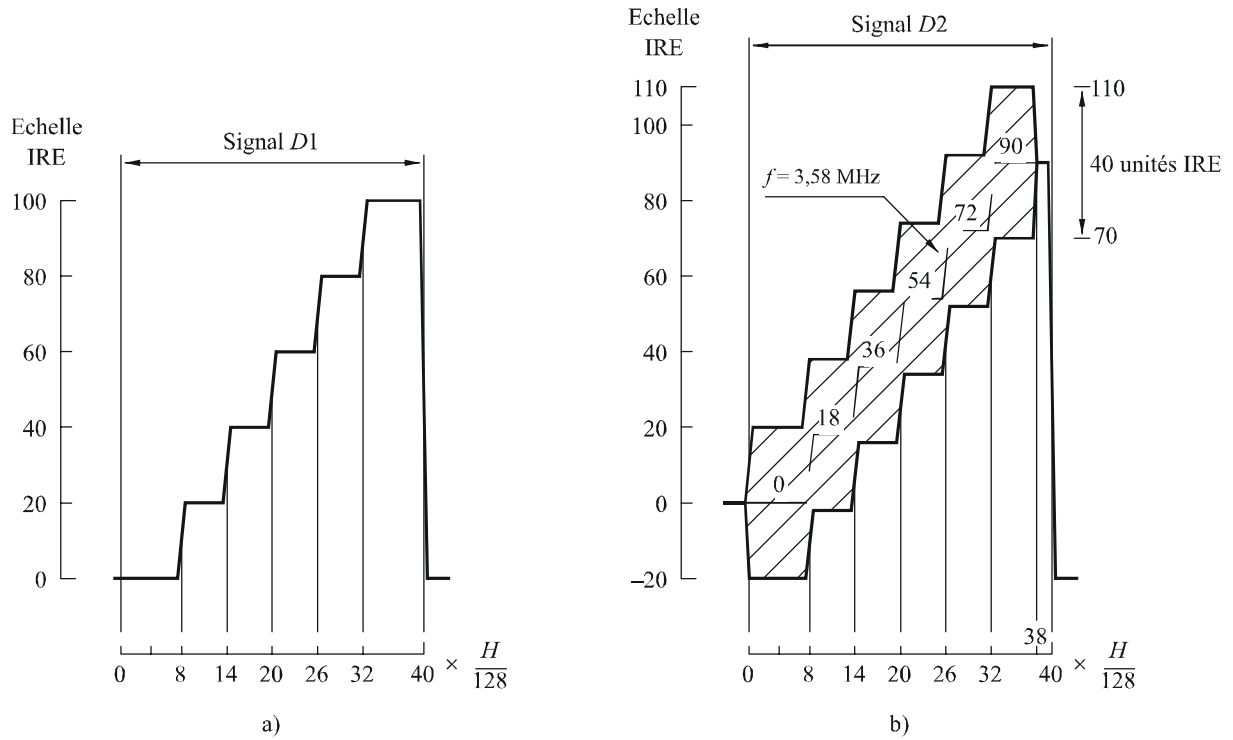 Echelle
IRE
Signal D1
100
80
60
40
20
0
0 8 14 20 26 32 40 × H/128
a)
Echelle
IRE
Signal D2
110
100
80
60
40
20
0
–20
f = 3,58 MHz
90
72
54
36
18
0
110
40 unités IRE
70
38
0 8 14 20 26 32 40 × H/128
b)